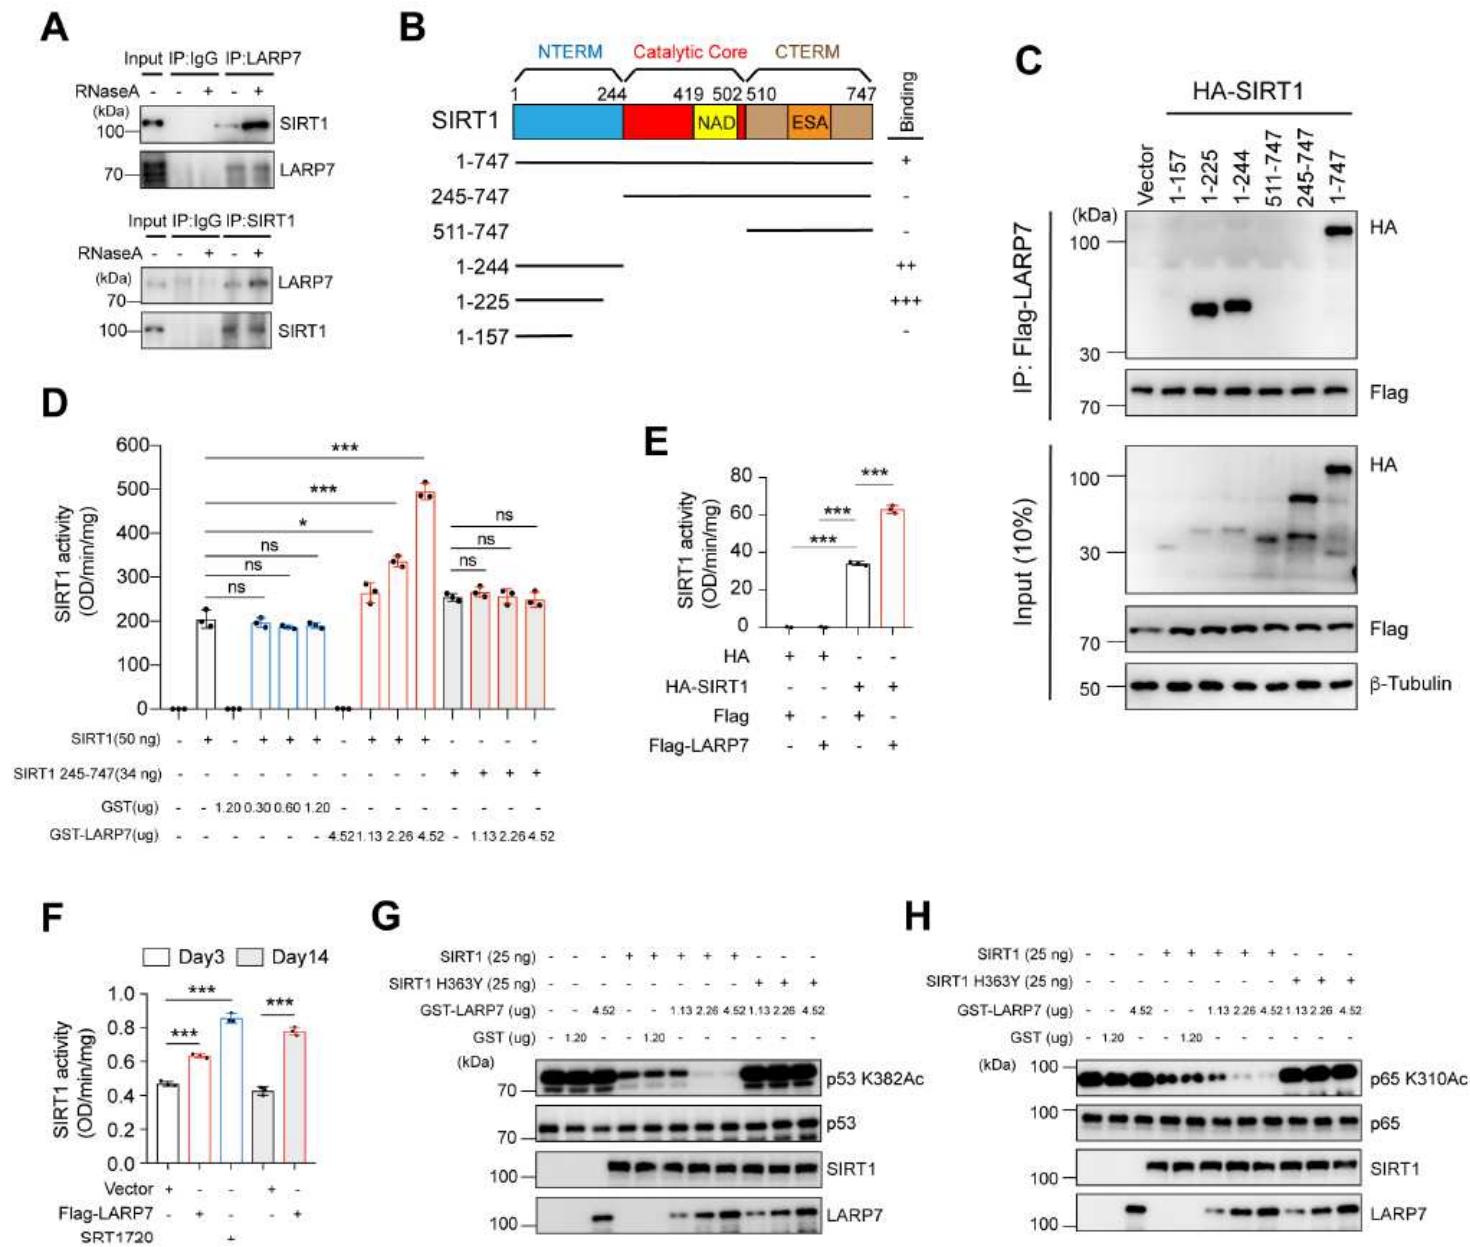 A
Input IP:IgG IP:LARP7
RNaseA - - + - +
(kDa)
100 SIRT1
70 LARP7
Input IP:IgG IP:SIRT1
RNaseA - - + - +
(kDa)
70 LARP7
100 SIRT1
B
NTERM Catalytic Core CTERM
1 244 419 502 510 747
SIRT1 NAD ESA Binding
1-747 +
245-747 -
511-747 -
1-244 ++
1-225 +++
1-157 -
C
HA-SIRT1
Vector 1-157 1-225 1-244 511-747 245-747 1-747
IP: Flag-LARP7
(kDa)
100 HA
30
70 Flag
Input (10%)
100 HA
30
70 Flag
50 β-Tubulin
D
SIRT1 activity
(OD/min/mg)
600
500
400
300
200
100
0
***
***
*
ns
ns
ns
ns
ns
ns
SIRT1(50 ng) - + - + + + - + + + - - - -
SIRT1 245-747(34 ng) - - - - - - - - - - + + + +
GST(ug) - - 1.20 0.30 0.60 1.20 - - - - - - - -
GST-LARP7(ug) - - - - - - 4.52 1.13 2.26 4.52 - 1.13 2.26 4.52
E
SIRT1 activity
(OD/min/mg)
80
60
40
20
0
***
***
***
HA + + - -
HA-SIRT1 - - + +
Flag + - + -
Flag-LARP7 - + - +
F
Day3 Day14
SIRT1 activity
(OD/min/mg)
1.0
0.8
0.6
0.4
0.2
0.0
***
***
***
Vector + - - + -
Flag-LARP7 - + - - +
SRT1720 - - + - -
G
SIRT1 (25 ng) - - - + + + + + - - -
SIRT1 H363Y (25 ng) - - - - - - - - + + +
GST-LARP7 (ug) - - 4.52 - - 1.13 2.26 4.52 1.13 2.26 4.52
GST (ug) - 1.20 - - 1.20 - - - - - -
(kDa)
70 p53 K382Ac
70 p53
100 SIRT1
100 LARP7
H
SIRT1 (25 ng) - - - + + + + + - - -
SIRT1 H363Y (25 ng) - - - - - - - - + + +
GST-LARP7 (ug) - - 4.52 - - 1.13 2.26 4.52 1.13 2.26 4.52
GST (ug) - 1.20 - - 1.20 - - - - - -
(kDa) 100 p65 K310Ac
100 p65
100 SIRT1
100 LARP7